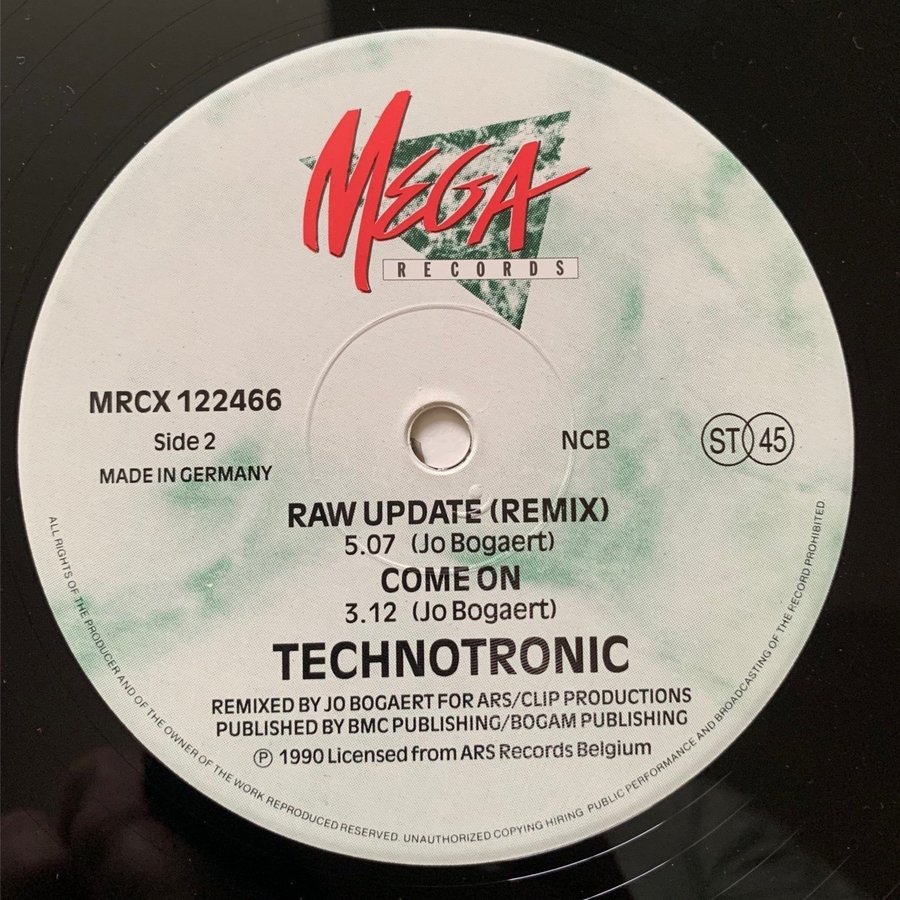 MEGA
RECORDS
MRCX 122466
Side 2
MADE IN GERMANY
NCB
ST 45
RAW UPDATE (REMIX)
5.07 (Jo Bogaert)
COME ON
3.12 (Jo Bogaert)
TECHNOTRONIC
REMIXED BY JO BOGAERT FOR ARS/CLIP PRODUCTIONS
PUBLISHED BY BMC PUBLISHING/BOGAM PUBLISHING
Ⓟ 1990 Licensed from ARS Records Belgium
ALL RIGHTS OF THE PRODUCER AND OF THE OWNER OF THE WORK REPRODUCED RESERVED. UNAUTHORIZED COPYING HIRING PUBLIC PERFORMANCE AND BROADCASTING OF THE RECORD PROHIBITED